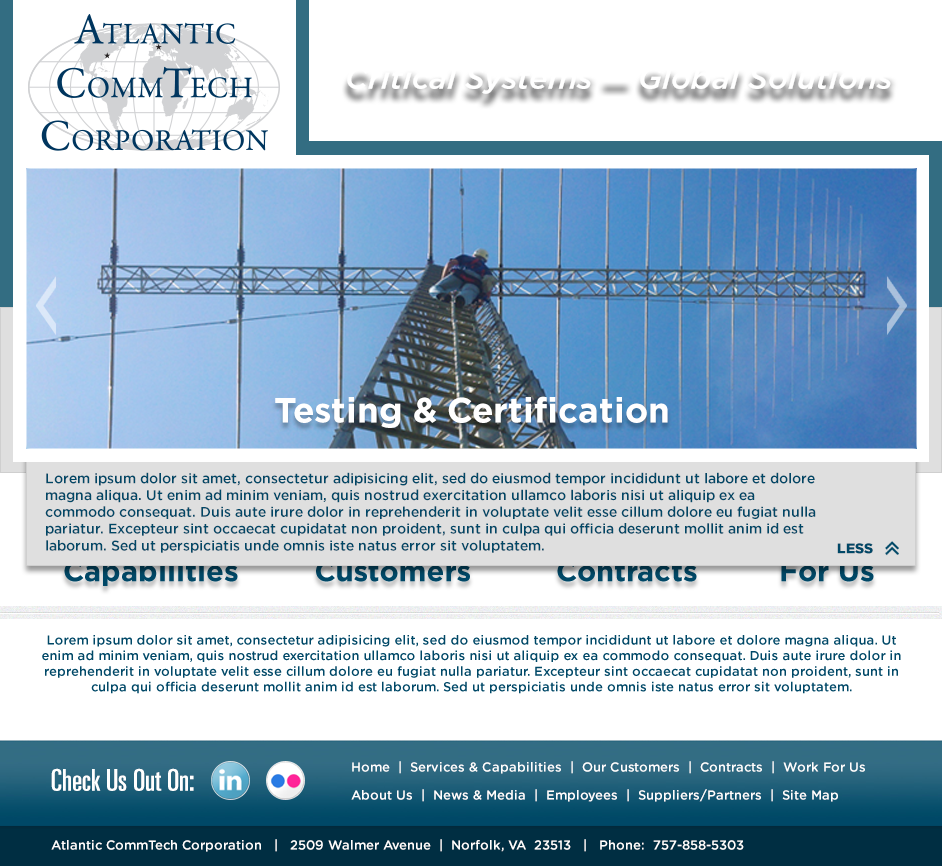 ATLANTIC
COMMTECH
CORPORATION
Critical Systems — Global Solutions
Testing & Certification
Lorem ipsum dolor sit amet, consectetur adipisicing elit, sed do eiusmod tempor incididunt ut labore et dolore
magna aliqua. Ut enim ad minim veniam, quis nostrud exercitation ullamco laboris nisi ut aliquip ex ea
commodo consequat. Duis aute irure dolor in reprehenderit in voluptate velit esse cillum dolore eu fugiat nulla
pariatur. Excepteur sint occaecat cupidatat non proident, sunt in culpa qui officia deserunt mollit anim id est
laborum. Sed ut perspiciatis unde omnis iste natus error sit voluptatem.
LESS
Capabilities Customers Contracts For Us
Lorem ipsum dolor sit amet, consectetur adipisicing elit, sed do eiusmod tempor incididunt ut labore et dolore magna aliqua. Ut
enim ad minim veniam, quis nostrud exercitation ullamco laboris nisi ut aliquip ex ea commodo consequat. Duis aute irure dolor in
reprehenderit in voluptate velit esse cillum dolore eu fugiat nulla pariatur. Excepteur sint occaecat cupidatat non proident, sunt in
culpa qui officia deserunt mollit anim id est laborum. Sed ut perspiciatis unde omnis iste natus error sit voluptatem.
Check Us Out On: in
Home | Services & Capabilities | Our Customers | Contracts | Work For Us
About Us | News & Media | Employees | Suppliers/Partners | Site Map
Atlantic CommTech Corporation | 2509 Walmer Avenue | Norfolk, VA 23513 | Phone: 757-858-5303